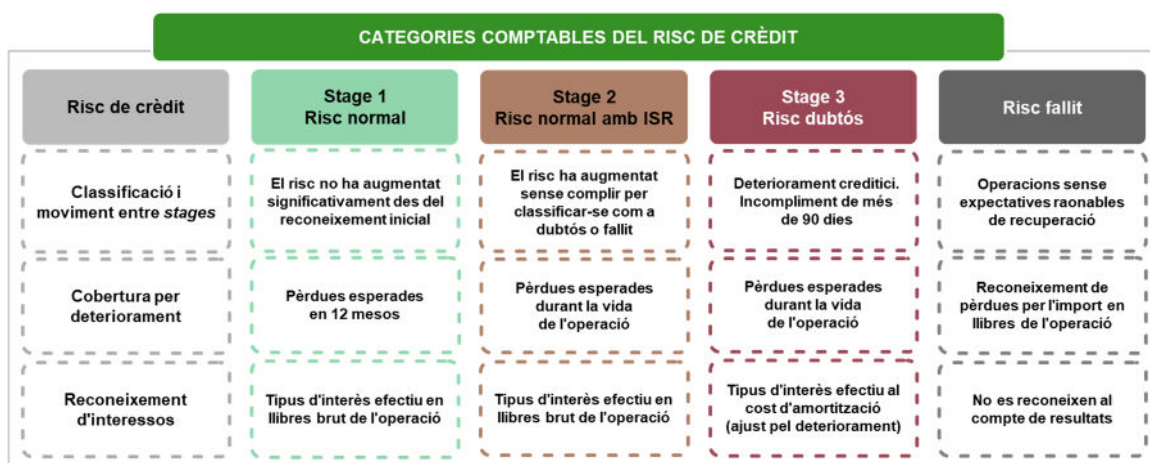 CATEGORIES COMPTABLES DEL RISC DE CRÈDIT
Risc de crèdit
Stage 1
Risc normal
Stage 2
Risc normal amb ISR
Stage 3
Risc dubtós
Risc fallit
Classificació i
moviment entre stages
El risc no ha augmentat
significativament des del
reconeixement inicial
El risc ha augmentat
sense complir per
classificar-se com a
dubtós o fallit
Deteriorament creditici.
Incompliment de més
de 90 dies
Operacions sense
expectatives raonables
de recuperació
Cobertura per
deteriorament
Pèrdues esperades
en 12 mesos
Pèrdues esperades
durant la vida
de l'operació
Pèrdues esperades
durant la vida
de l'operació
Reconeixement de
pèrdues per l'import en
llibres de l'operació
Reconeixement
d'interessos
Tipus d'interès efectiu en
llibres brut de l'operació
Tipus d'interès efectiu en
llibres brut de l'operació
Tipus d'interès efectiu al
cost d'amortització
(ajust pel deteriorament)
No es reconeixen al
compte de resultats